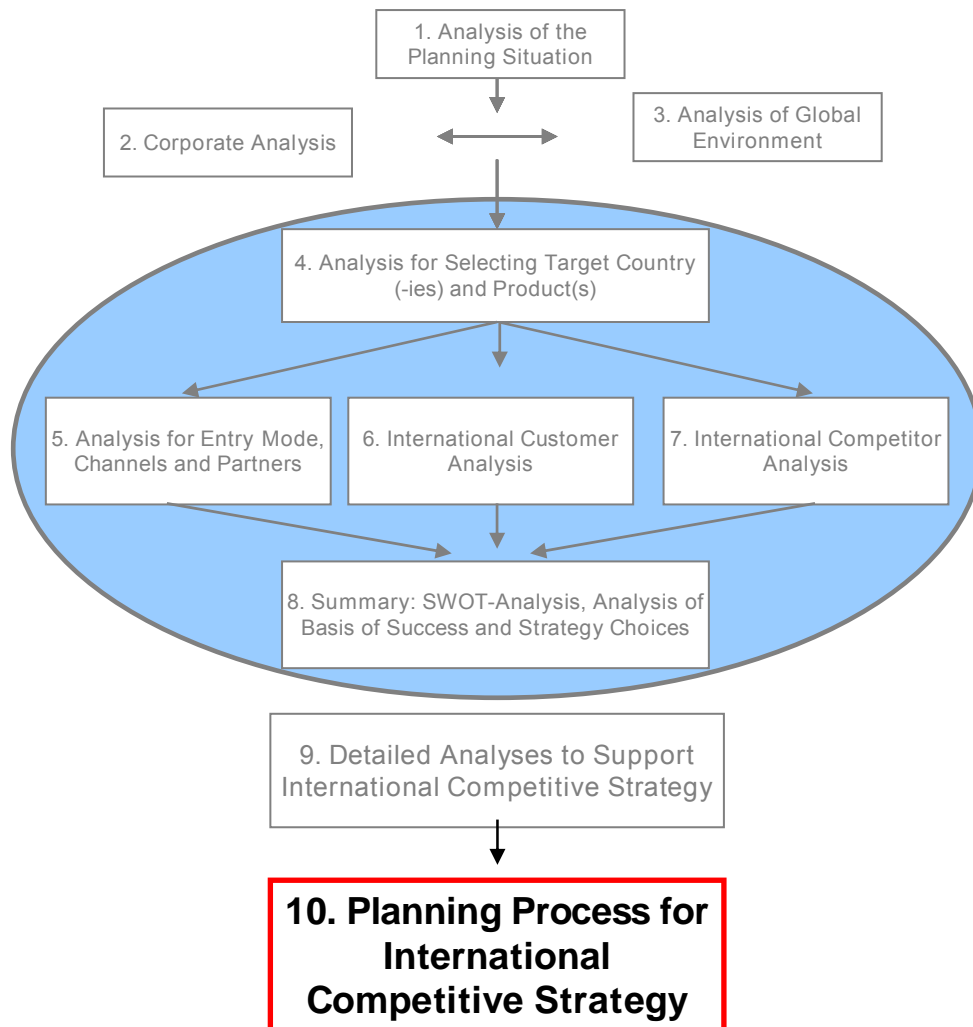 1. Analysis of the
Planning Situation
2. Corporate Analysis
3. Analysis of Global
Environment
4. Analysis for Selecting Target Country
(-ies) and Product(s)
5. Analysis for Entry Mode,
Channels and Partners
6. International Customer
Analysis
7. International Competitor
Analysis
8. Summary: SWOT-Analysis, Analysis of
Basis of Success and Strategy Choices
9. Detailed Analyses to Support
International Competitive Strategy
10. Planning Process for
International
Competitive Strategy